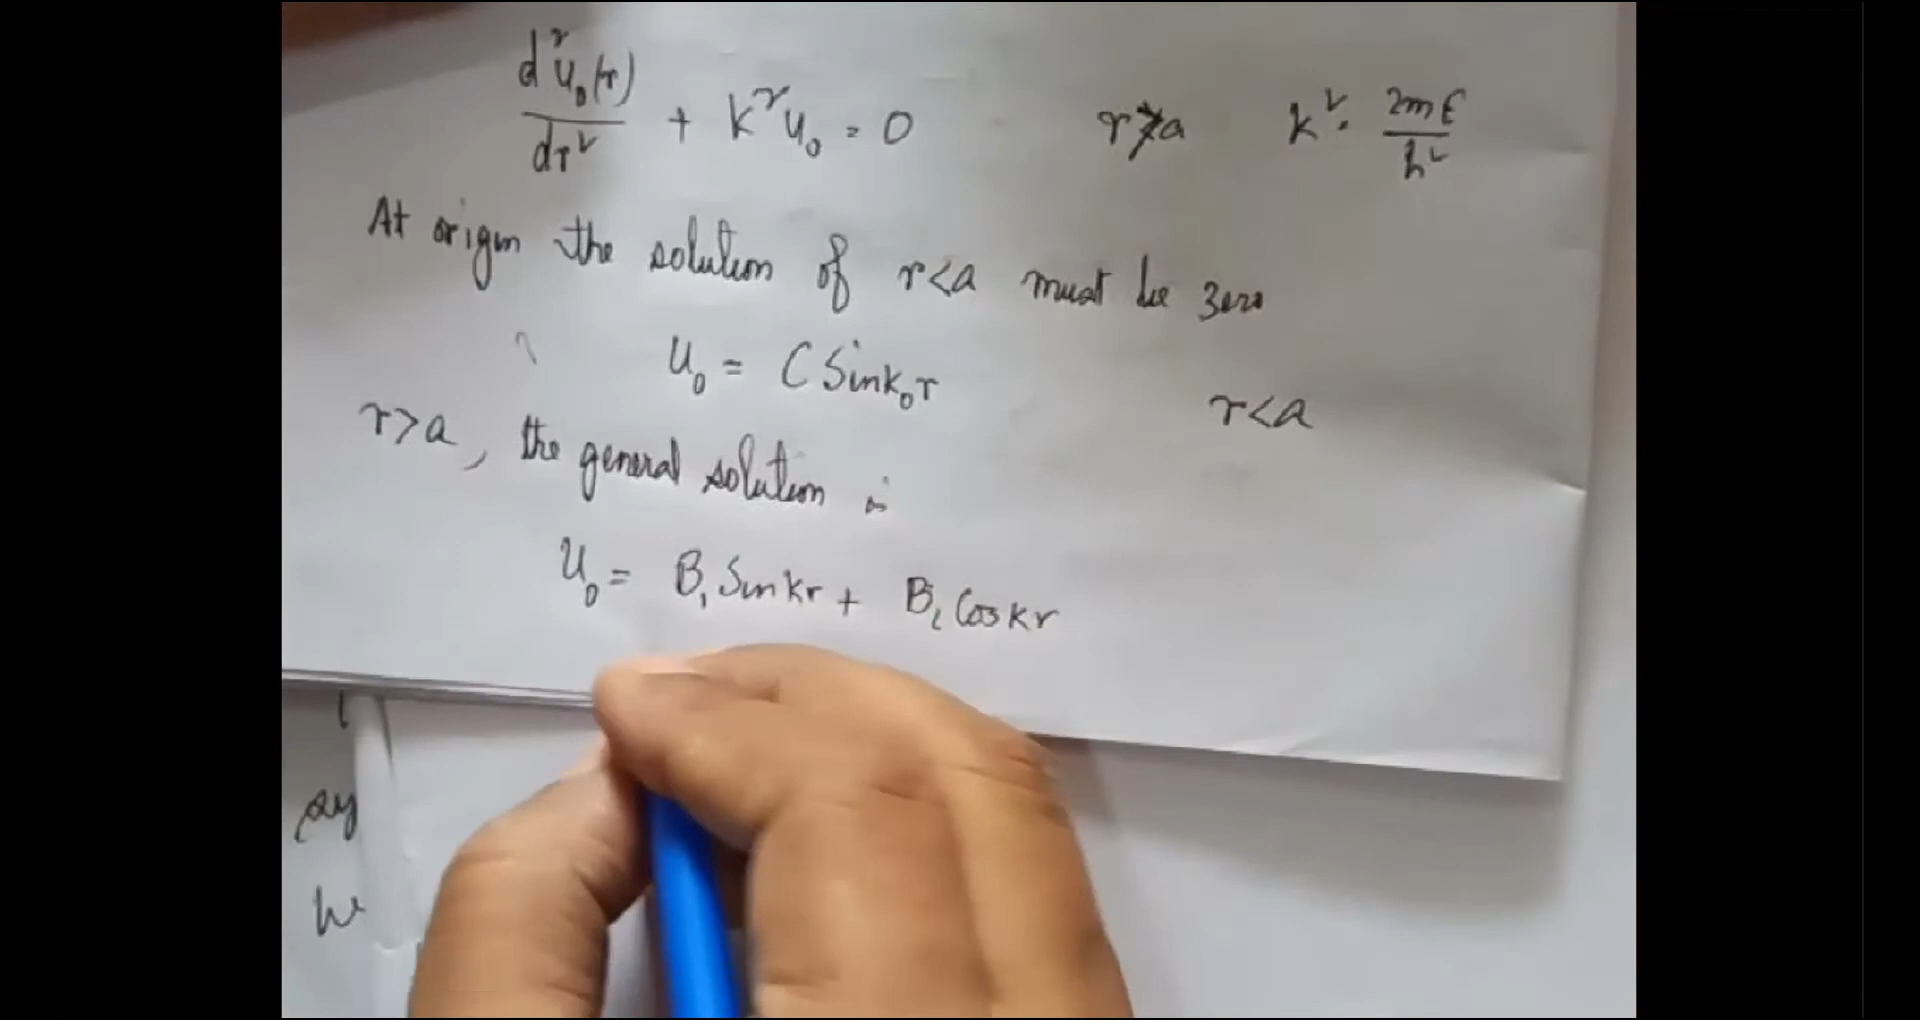 d²u₀(r)/dr² + k²u₀ = 0    r>a    k² = 2mE/ħ²
At origin the solution of r<a must be zero
u₀ = C Sin k₀r    r<a
r>a, the general solution is
u₀ = B₁ Sin kr + B₂ Cos kr